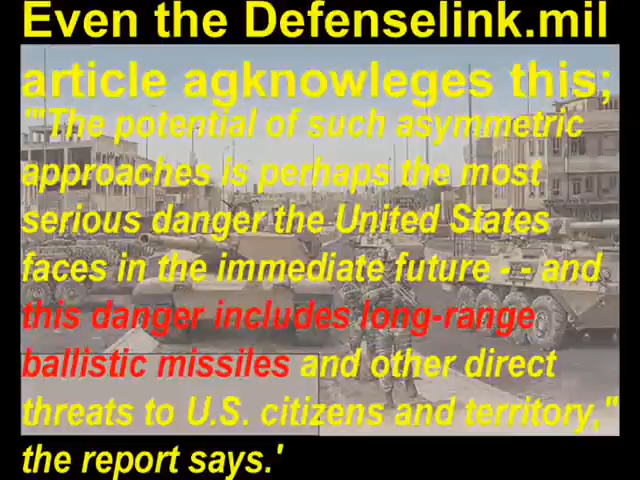 Even the Defenselink.mil
article agknowleges this;
"'The potential of such asymmetric
approaches is perhaps the most
serious danger the United States
faces in the immediate future - - and
this danger includes long-range
ballistic missiles and other direct
threats to U.S. citizens and territory,"
the report says.'